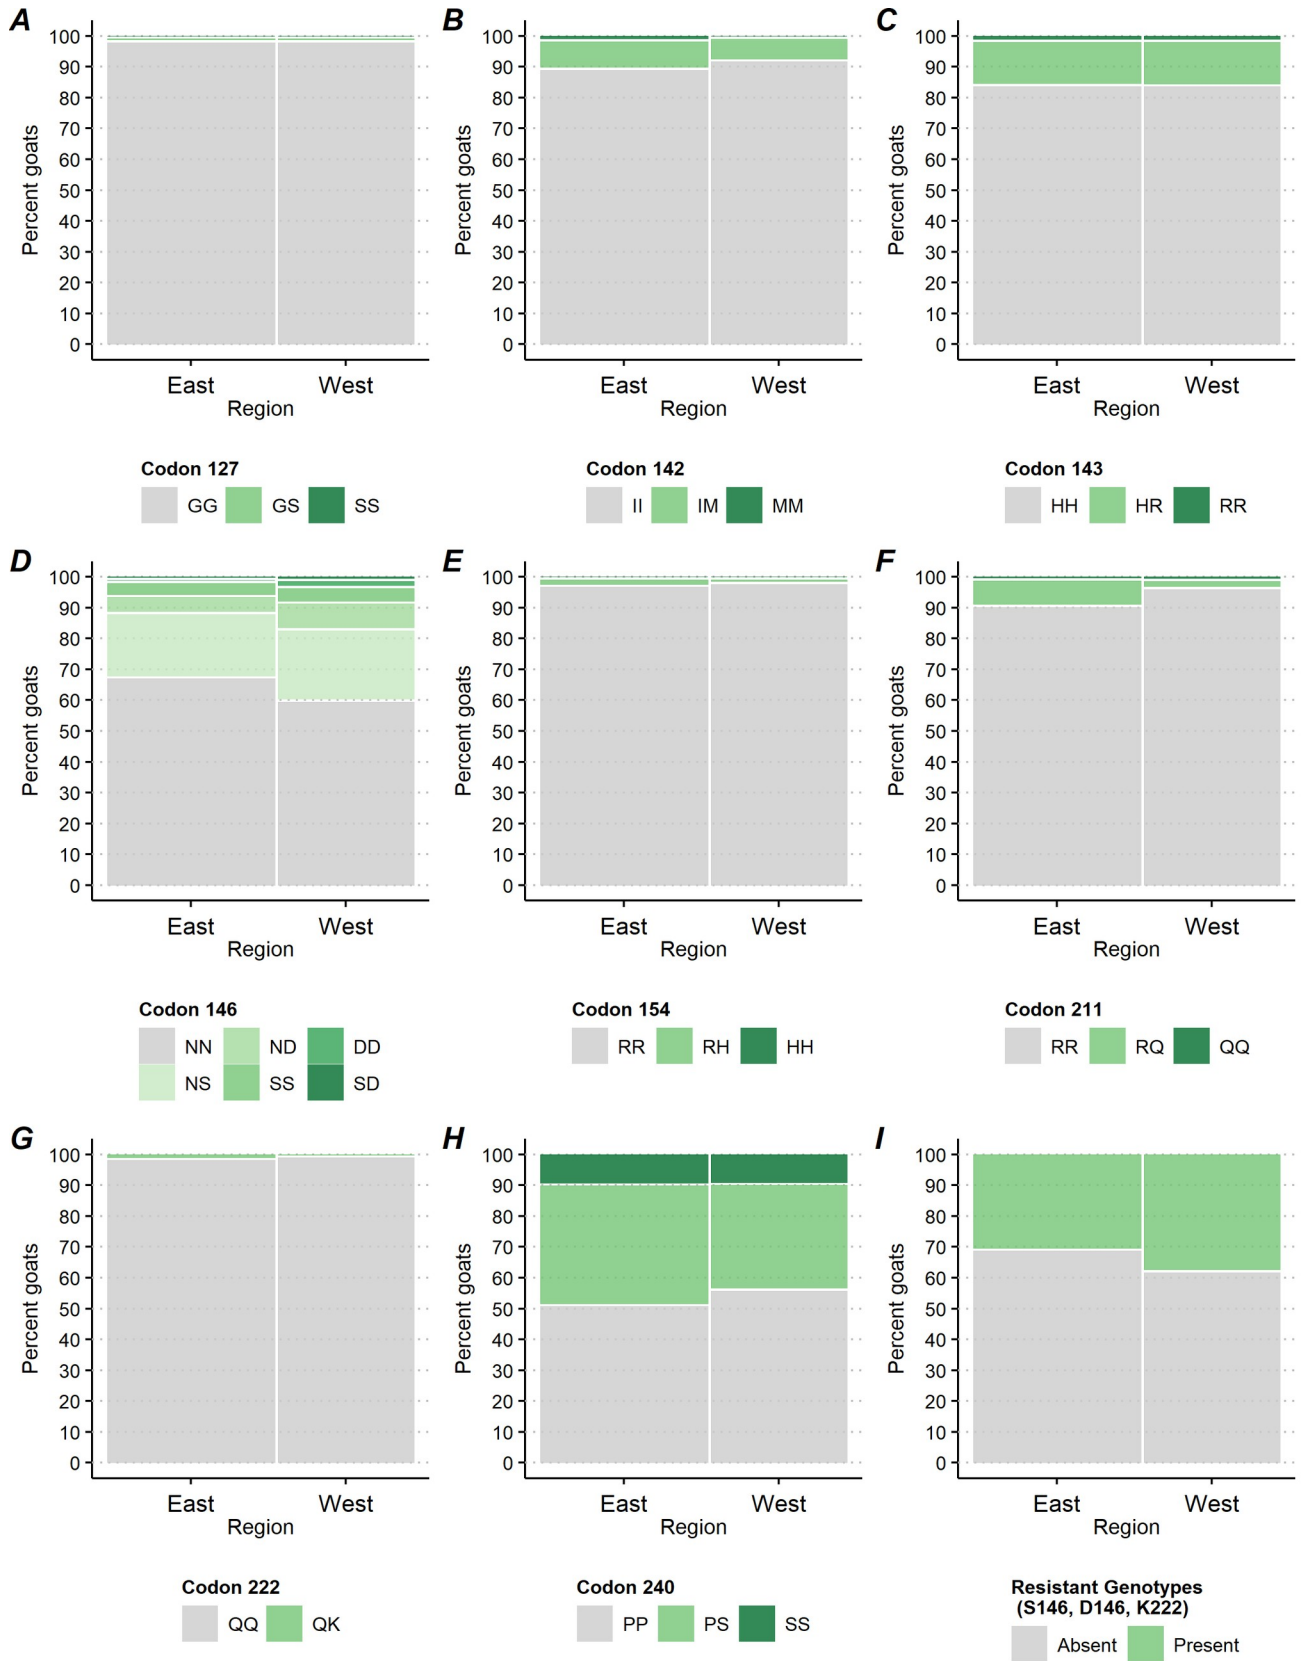 A
B
C
Percent goats
100
90
80
70
60
50
40
30
20
10
0
East West
Region
Percent goats
100
90
80
70
60
50
40
30
20
10
0
East West
Region
Percent goats
100
90
80
70
60
50
40
30
20
10
0
East West
Region
Codon 127
GG GS SS
Codon 142
II IM MM
Codon 143
HH HR RR
D
E
F
Percent goats
100
90
80
70
60
50
40
30
20
10
0
East West
Region
Percent goats
100
90
80
70
60
50
40
30
20
10
0
East West
Region
Percent goats
100
90
80
70
60
50
40
30
20
10
0
East West
Region
Codon 146
NN ND DD
NS SS SD
Codon 154
RR RH HH
Codon 211
RR RQ QQ
G
H
I
Percent goats
100
90
80
70
60
50
40
30
20
10
0
East West
Region
Percent goats
100
90
80
70
60
50
40
30
20
10
0
East West
Region
Percent goats
100
90
80
70
60
50
40
30
20
10
0
East West
Region
Codon 222
QQ QK
Codon 240
PP PS SS
Resistant Genotypes
(S146, D146, K222)
Absent Present